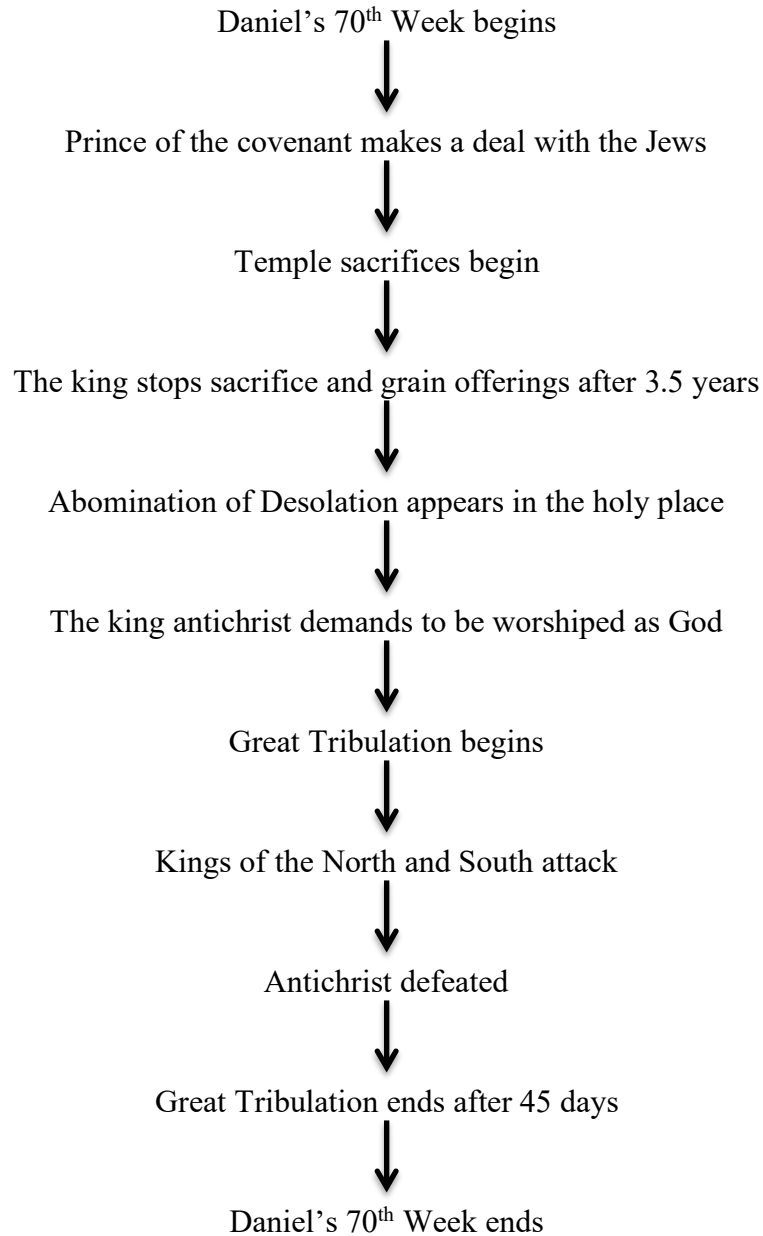 Daniel’s 70th Week begins
Prince of the covenant makes a deal with the Jews
Temple sacrifices begin
The king stops sacrifice and grain offerings after 3.5 years
Abomination of Desolation appears in the holy place
The king antichrist demands to be worshiped as God
Great Tribulation begins
Kings of the North and South attack
Antichrist defeated
Great Tribulation ends after 45 days
Daniel’s 70th Week ends